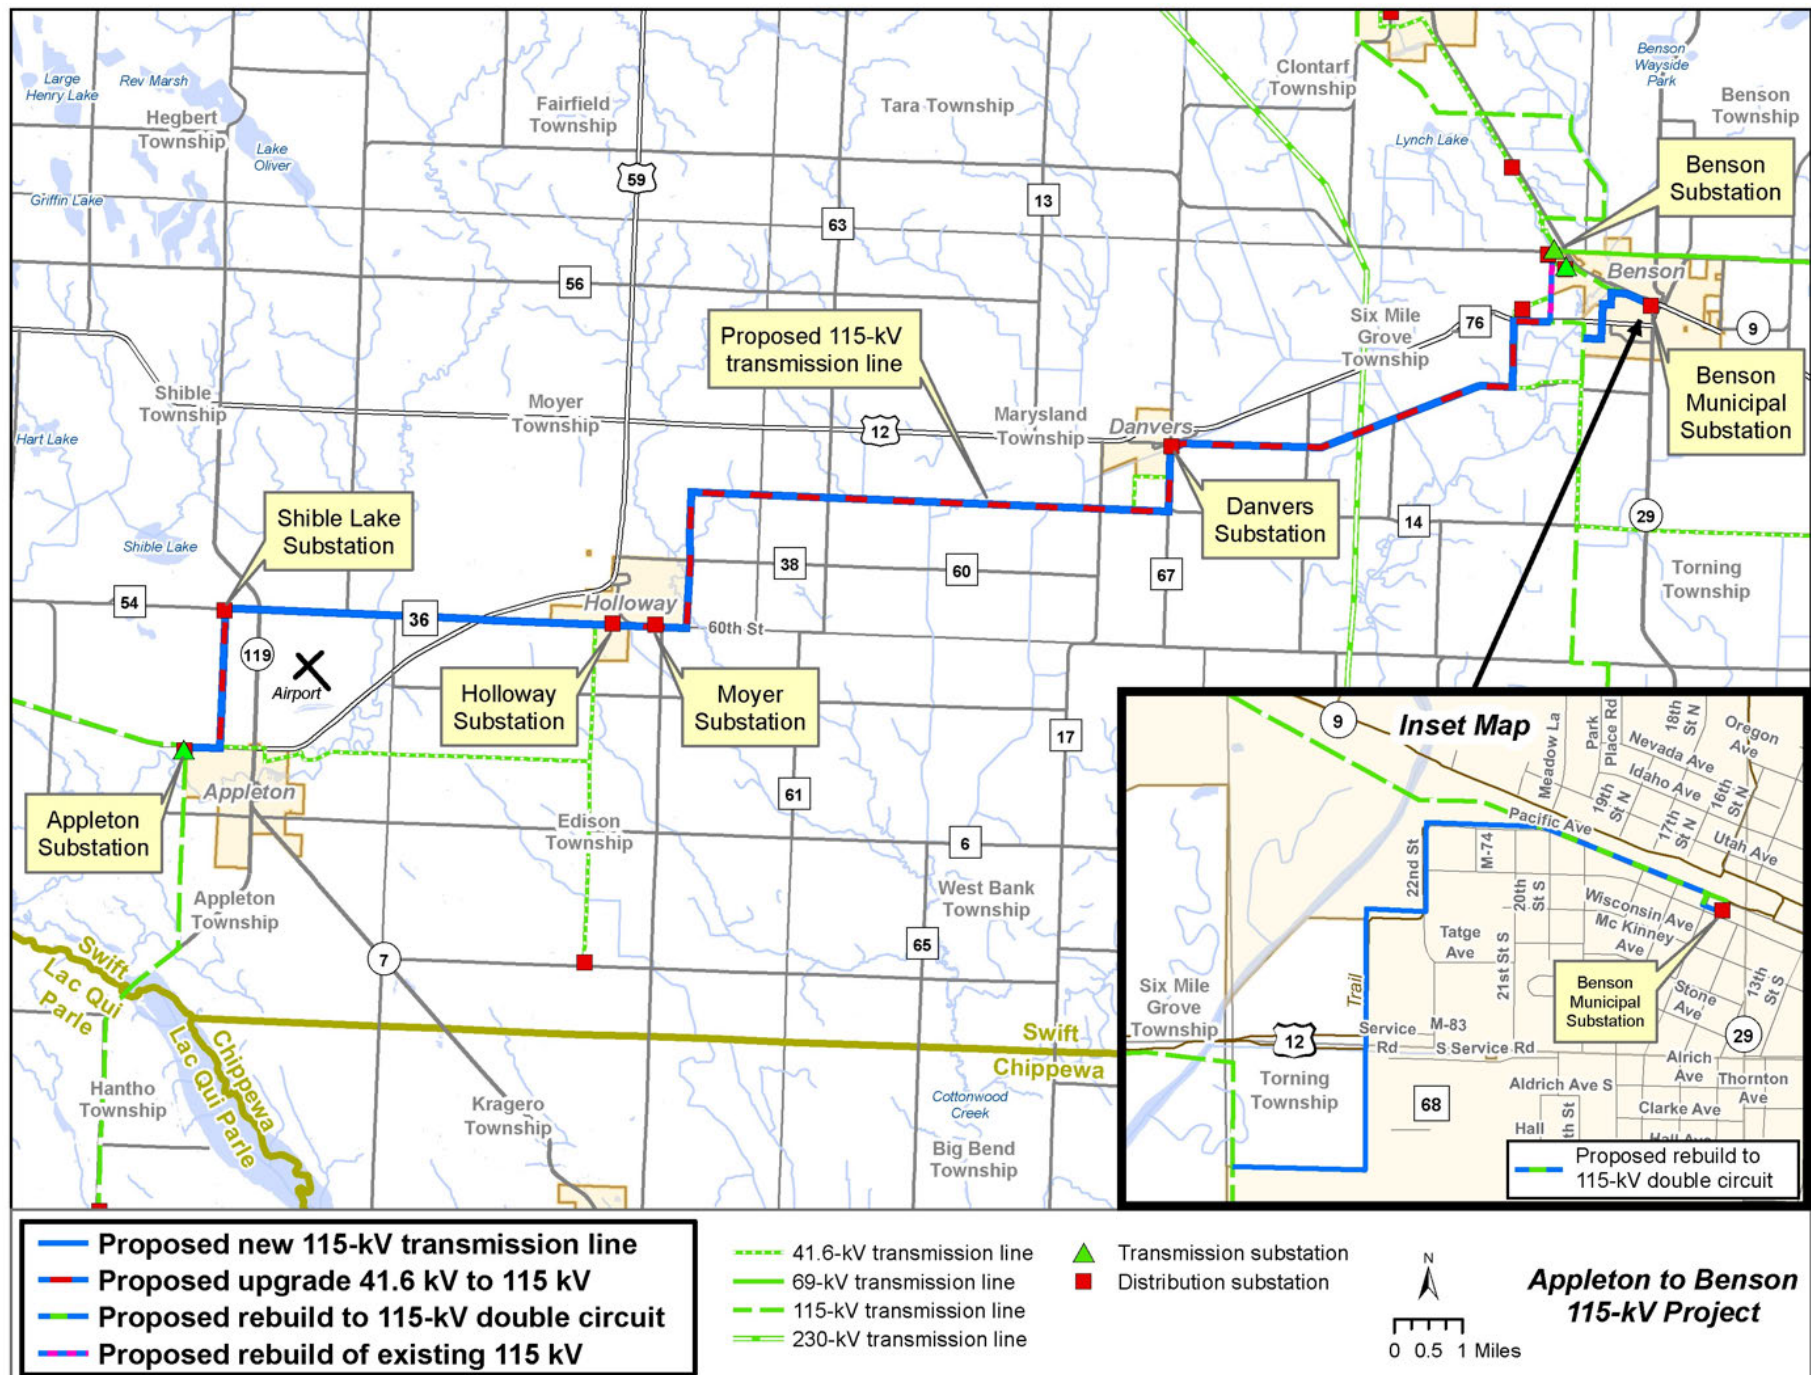 Large
Henry Lake
Rev Marsh
Hegbert
Township
Lake
Oliver
Griffin Lake
Fairfield
Township
59
Tara Township
13
63
56
Clontarf
Township
Benson
Wayside
Park
Benson
Township
Lynch Lake
Benson
Substation
Benson
9
Six Mile
Grove
Township
76
Proposed 115-kV
transmission line
Benson
Municipal
Substation
Shible
Township
Moyer
Township
12
Marysland
Township
Danvers
Hart Lake
Shible Lake
Substation
Shible Lake
Danvers
Substation
14
29
38
60
67
Torning
Township
54
36
Holloway
60th St
119
Airport
Holloway
Substation
Moyer
Substation
17
61
Appleton
Appleton
Substation
Edison
Township
6
Appleton
Township
West Bank
Township
65
7
Swift
Lac Qui
Parle
Chippewa
Lac Qui Parle
Swift
Chippewa
Hantho
Township
Kragero
Township
Cottonwood
Creek
Big Bend
Township
Inset Map
9
Meadow La
Park
Place Rd
18th
St N
Oregon
Ave
Nevada Ave
Idaho Ave
19th
St N
16th
St N
17th
St N
Utah Ave
Pacific Ave
22nd St
M-74
20th
St S
Wisconsin Ave
Mc Kinney
Ave
Tatge
Ave
21st St S
Trail
Benson
Municipal
Substation
Stone
Ave
13th
St S
Six Mile
Grove
Township
12
Service
Rd
M-83
S Service Rd
29
Alrich
Ave
Thornton
Ave
Torning
Township
Aldrich Ave S
68
Clarke Ave
Hall
th St
Hall Ave
Proposed rebuild to
115-kV double circuit
Proposed new 115-kV transmission line
Proposed upgrade 41.6 kV to 115 kV
Proposed rebuild to 115-kV double circuit
Proposed rebuild of existing 115 kV
41.6-kV transmission line
69-kV transmission line
115-kV transmission line
230-kV transmission line
Transmission substation
Distribution substation
N
0 0.5 1 Miles
Appleton to Benson
115-kV Project